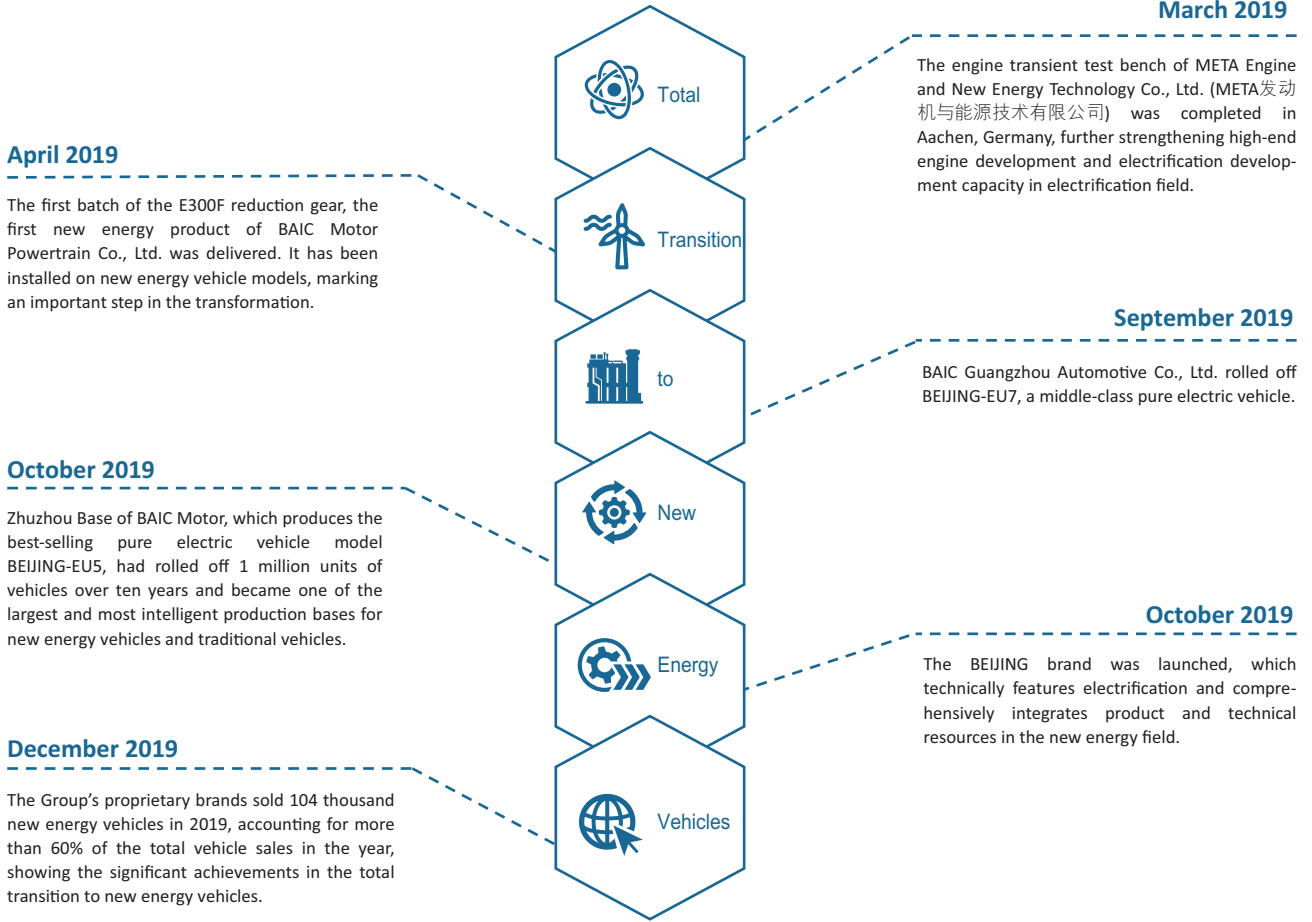 March 2019
The engine transient test bench of META Engine
and New Energy Technology Co., Ltd. (META发动
机与能源技术有限公司) was completed in
Aachen, Germany, further strengthening high-end
engine development and electrification develop-
ment capacity in electrification field.
Total
April 2019
The first batch of the E300F reduction gear, the
first new energy product of BAIC Motor
Powertrain Co., Ltd. was delivered. It has been
installed on new energy vehicle models, marking
an important step in the transformation.
Transition
September 2019
BAIC Guangzhou Automotive Co., Ltd. rolled off
BEIJING-EU7, a middle-class pure electric vehicle.
to
October 2019
Zhuzhou Base of BAIC Motor, which produces the
best-selling pure electric vehicle model
BEIJING-EU5, had rolled off 1 million units of
vehicles over ten years and became one of the
largest and most intelligent production bases for
new energy vehicles and traditional vehicles.
New
October 2019
The BEIJING brand was launched, which
technically features electrification and compre-
hensively integrates product and technical
resources in the new energy field.
Energy
December 2019
The Group’s proprietary brands sold 104 thousand
new energy vehicles in 2019, accounting for more
than 60% of the total vehicle sales in the year,
showing the significant achievements in the total
transition to new energy vehicles.
Vehicles